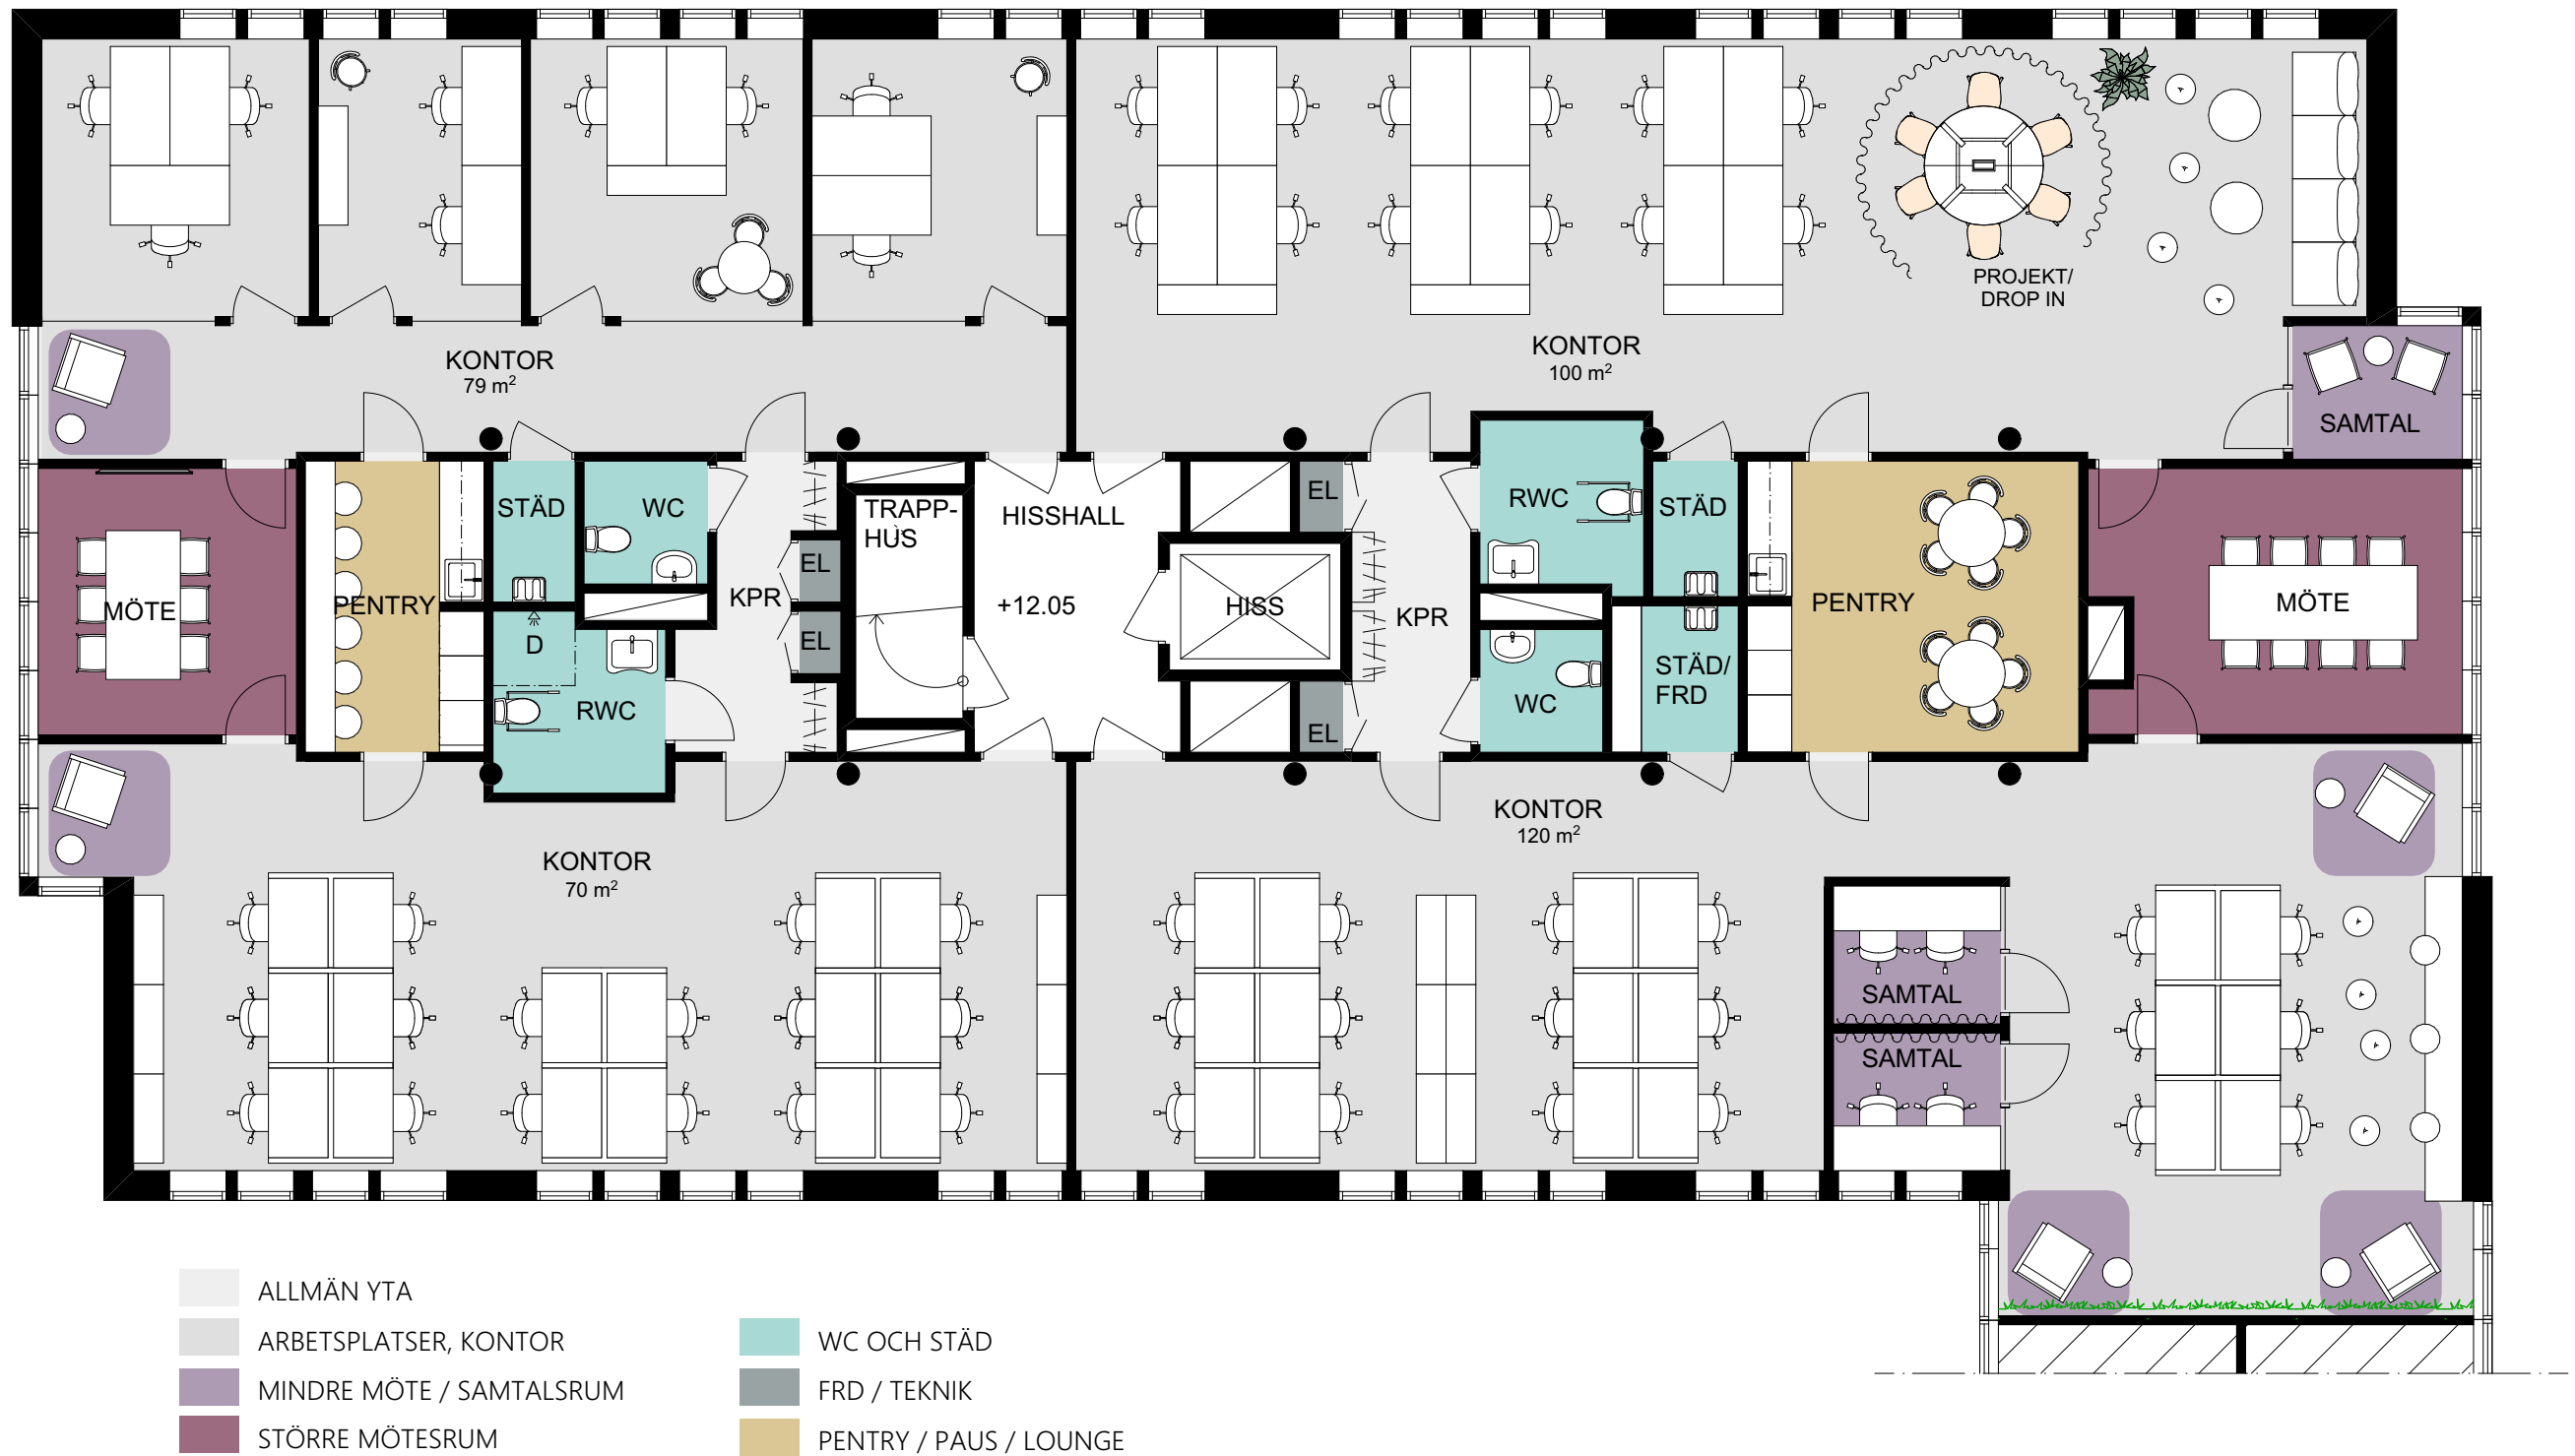 PROJEKT/
DROP IN
KONTOR
79 m²
KONTOR
100 m²
SAMTAL
MÖTE
PENTRY
STÄD
WC
D
RWC
KPR
EL
EL
TRAPP-
HUS
HISSHALL
+12.05
HISS
EL
EL
KPR
RWC
WC
STÄD
STÄD/
FRD
PENTRY
MÖTE
KONTOR
70 m²
KONTOR
120 m²
SAMTAL
SAMTAL
ALLMÄN YTA
ARBETSPLATSER, KONTOR
MINDRE MÖTE / SAMTALSRUM
STÖRRE MÖTESRUM
WC OCH STÄD
FRD / TEKNIK
PENTRY / PAUS / LOUNGE